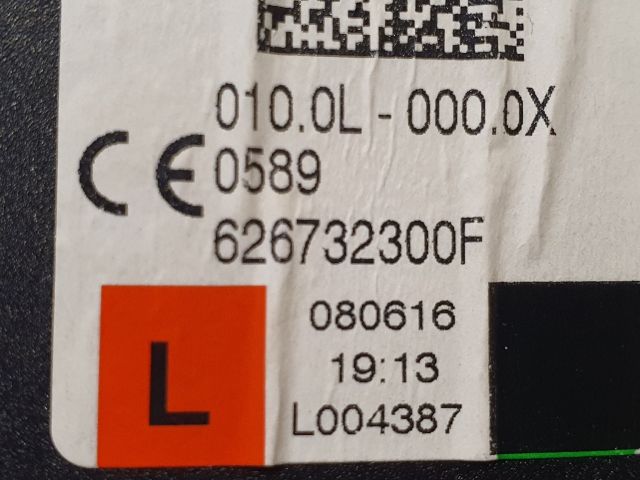 010.0L - 000.0X
CE 0589
626732300F
080616
19:13
L L004387